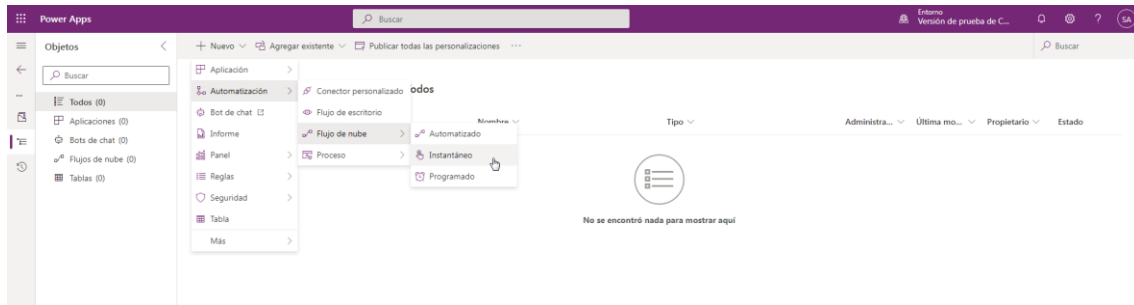 Power Apps
Buscar
Entorno
Versión de prueba de C...
?
SA
Objetos
Nuevo
Agregar existente
Publicar todas las personalizaciones
...
Buscar
Buscar
Todos (0)
Aplicaciones (0)
Bots de chat (0)
Flujos de nube (0)
Tablas (0)
Aplicación
Automatización
Bot de chat
Informe
Panel
Reglas
Seguridad
Tabla
Más
Conector personalizado
Flujo de escritorio
Flujo de nube
Proceso
Automatizado
Instantáneo
Programado
odos
Nombre
Tipo
Administra...
Última mo...
Propietario
Estado
No se encontró nada para mostrar aquí